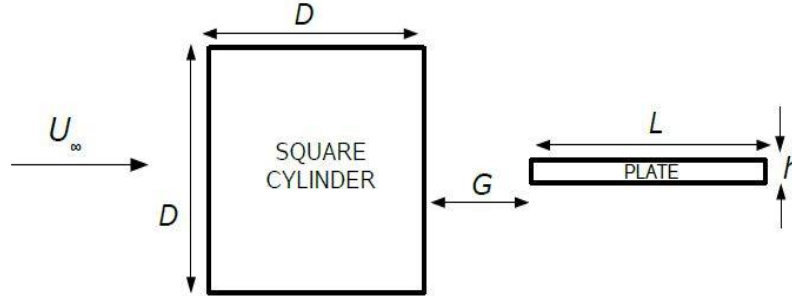 D
U∞
SQUARE
CYLINDER
D
G
L
PLATE
h